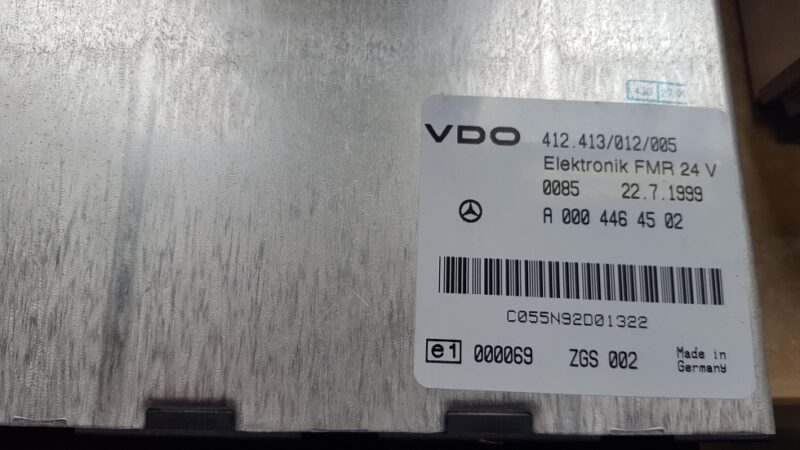 VDO 412.413/012/005
Elektronik FMR 24 V
0085 22.7.1999
A 000 446 45 02
C055N92D01322
e1 000069 ZGS 002 Made in
Germany